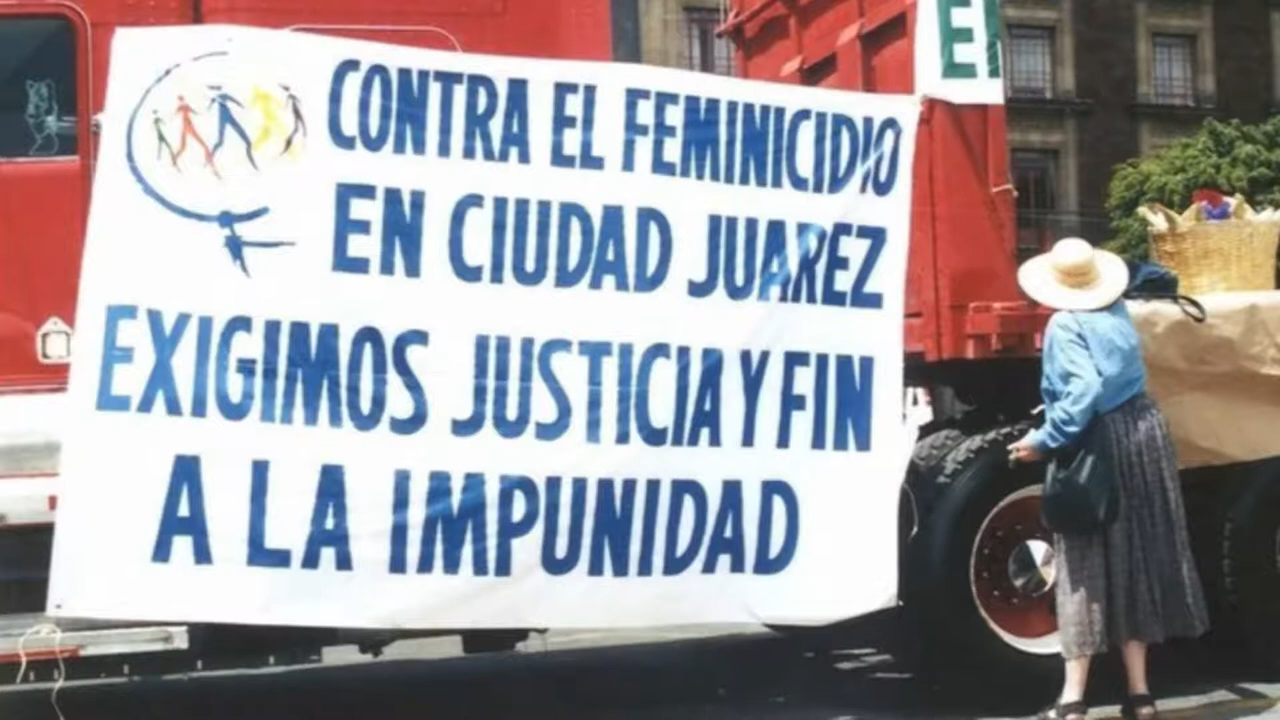 CONTRA EL FEMINICIDIO
EN CIUDAD JUAREZ
EXIGIMOS JUSTICIA Y FIN
A LA IMPUNIDAD